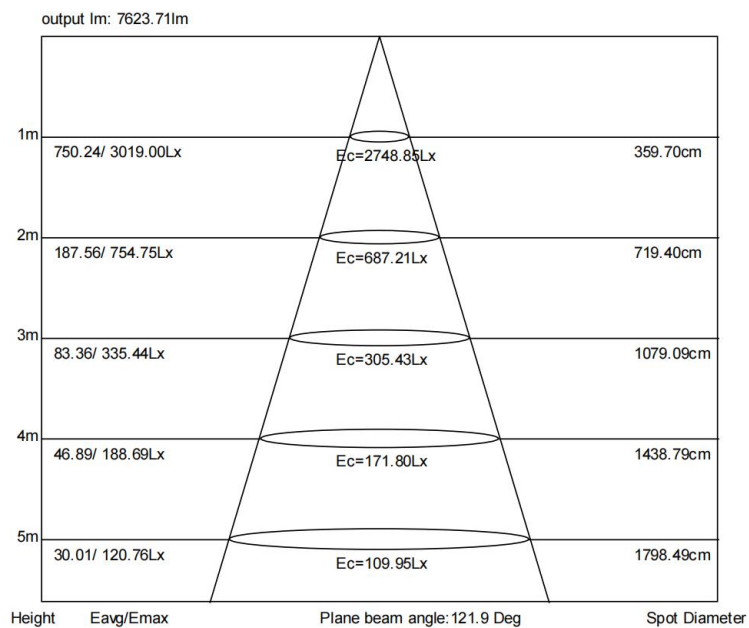 output lm: 7623.71lm
1m
750.24/ 3019.00Lx
Ec=2748.85Lx
359.70cm
2m
187.56/ 754.75Lx
Ec=687.21Lx
719.40cm
3m
83.36/ 335.44Lx
Ec=305.43Lx
1079.09cm
4m
46.89/ 188.69Lx
Ec=171.80Lx
1438.79cm
5m
30.01/ 120.76Lx
Ec=109.95Lx
1798.49cm
Height Eavg/Emax Plane beam angle:121.9 Deg Spot Diameter